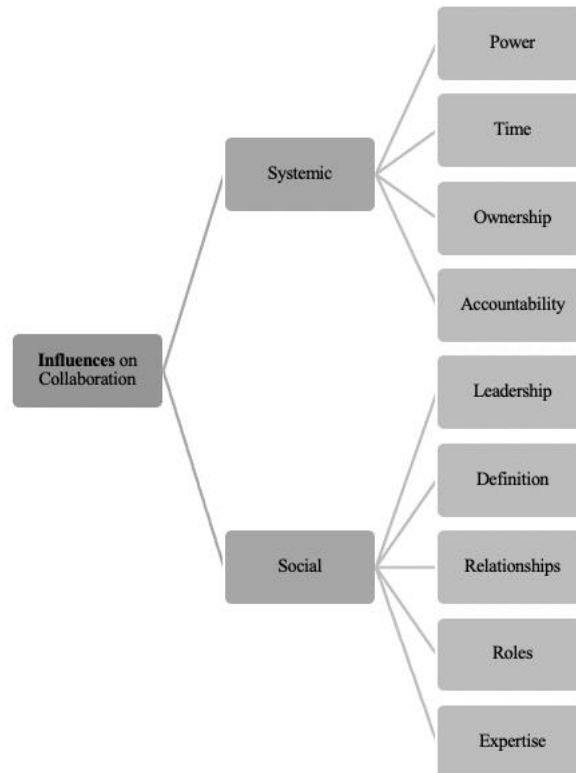 Power
Time
Systemic
Ownership
Accountability
Influences on
Collaboration
Leadership
Definition
Social
Relationships
Roles
Expertise